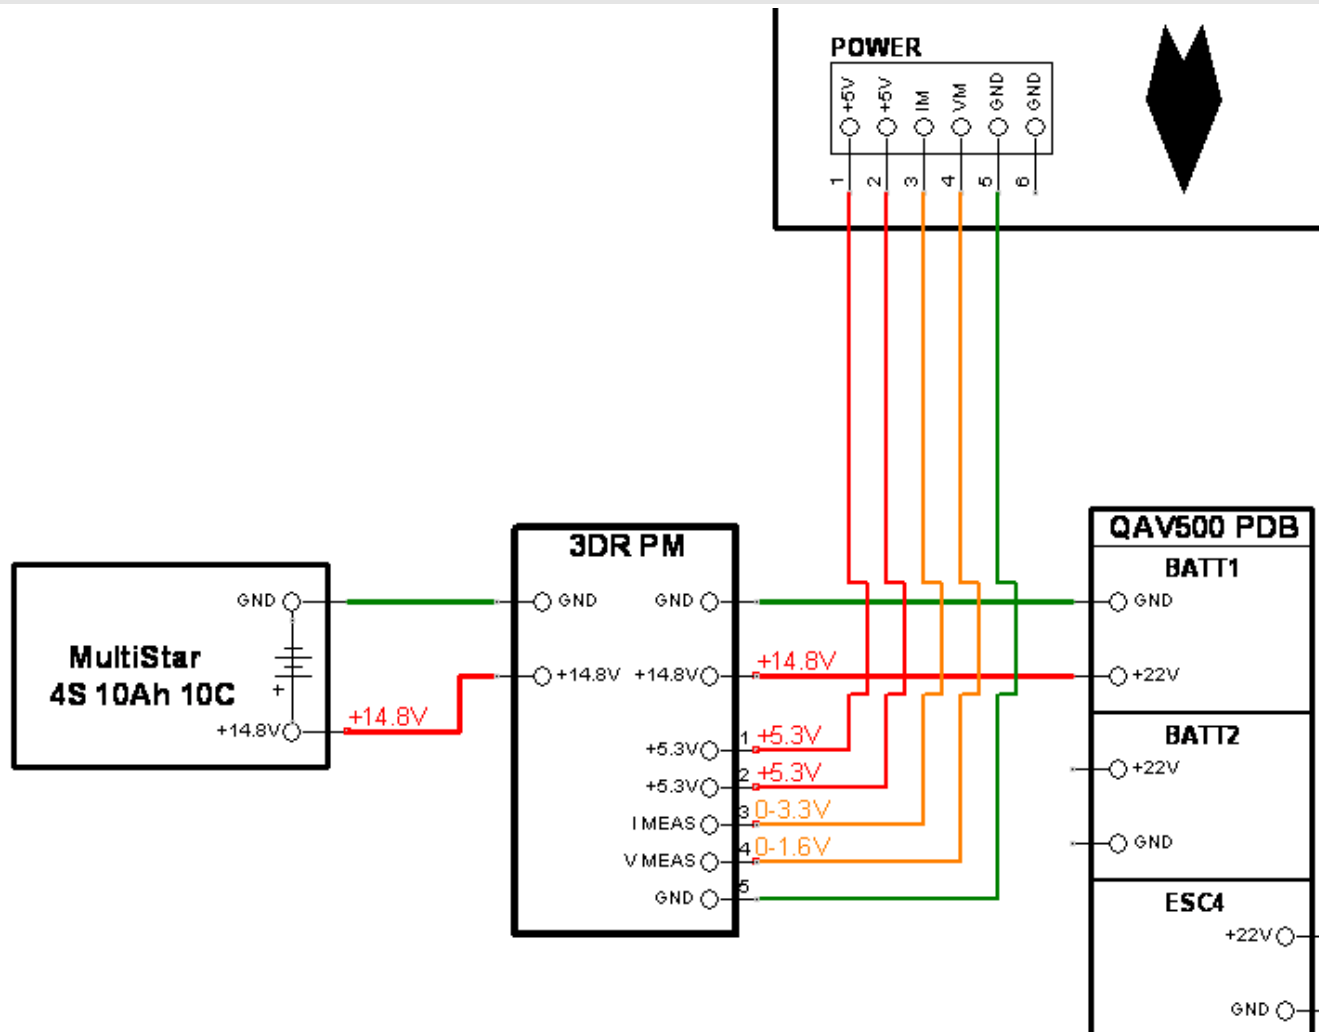 POWER
+5V
+5V
IM
VM
GND
GND
1
2
3
4
5
6
MultiStar
4S 10Ah 10C
GND
+
+14.8V
+14.8V
3DR PM
GND
GND
+14.8V
+14.8V
+14.8V
+5.3V
1
+5.3V
+5.3V
2
+5.3V
I MEAS
3
0-3.3V
V MEAS
4
0-1.6V
GND
5
QAV500 PDB
BATT1
GND
+22V
BATT2
+22V
GND
ESC4
+22V
GND